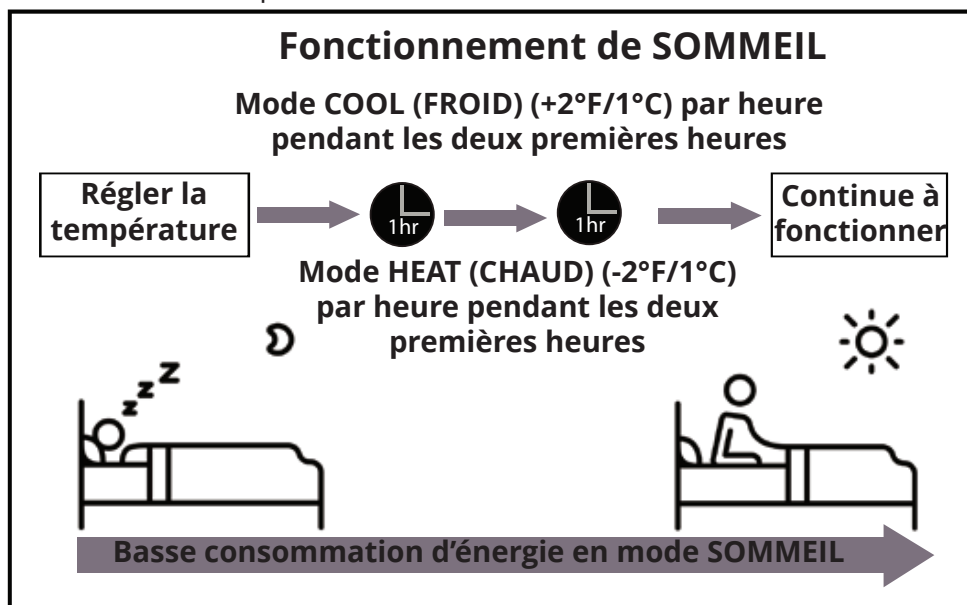 Fonctionnement de SOMMEIL
Mode COOL (FROID) (+2°F/1°C) par heure
pendant les deux premières heures
Régler la
température
1hr
1hr
Continue à
fonctionner
Mode HEAT (CHAUD) (-2°F/1°C)
par heure pendant les deux
premières heures
z z Z
Basse consommation d'énergie en mode SOMMEIL